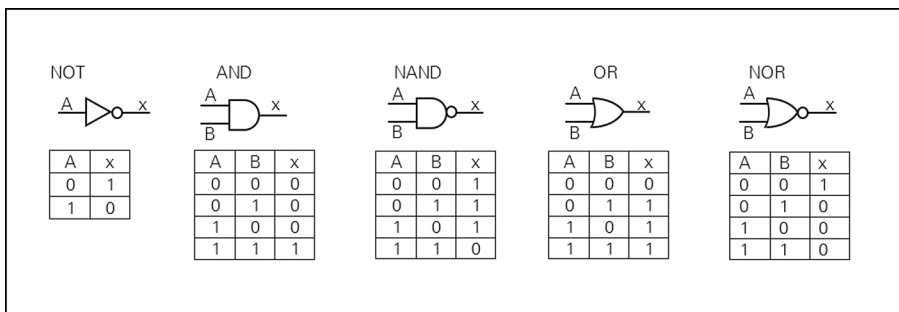 NOT AND NAND OR NOR
A x
A B x
A B x
A B x
A B x
A x
0 1
1 0
A B x
0 0 0
0 1 0
1 0 0
1 1 1
A B x
0 0 1
0 1 1
1 0 1
1 1 0
A B x
0 0 0
0 1 1
1 0 1
1 1 1
A B x
0 0 1
0 1 0
1 0 0
1 1 0